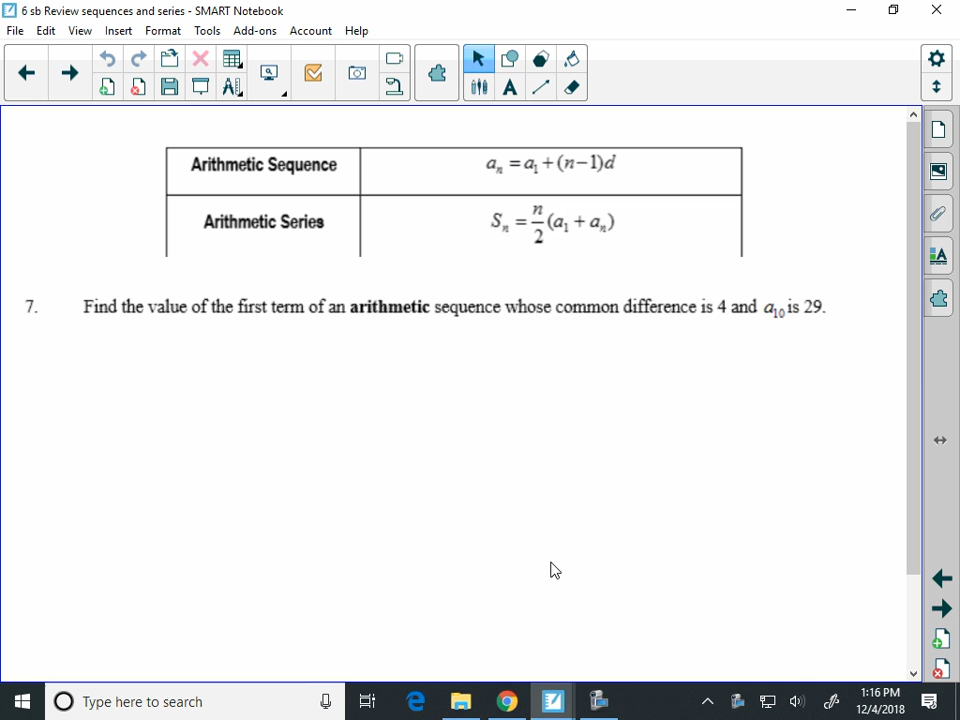 6 sb Review sequences and series - SMART Notebook
File Edit View Insert Format Tools Add-ons Account Help
Arithmetic Sequence aₙ = a₁ + (n−1)d
Arithmetic Series Sₙ = n/2 (a₁ + aₙ)
7. Find the value of the first term of an arithmetic sequence whose common difference is 4 and a₁₀ is 29.
Type here to search
1:16 PM
12/4/2018